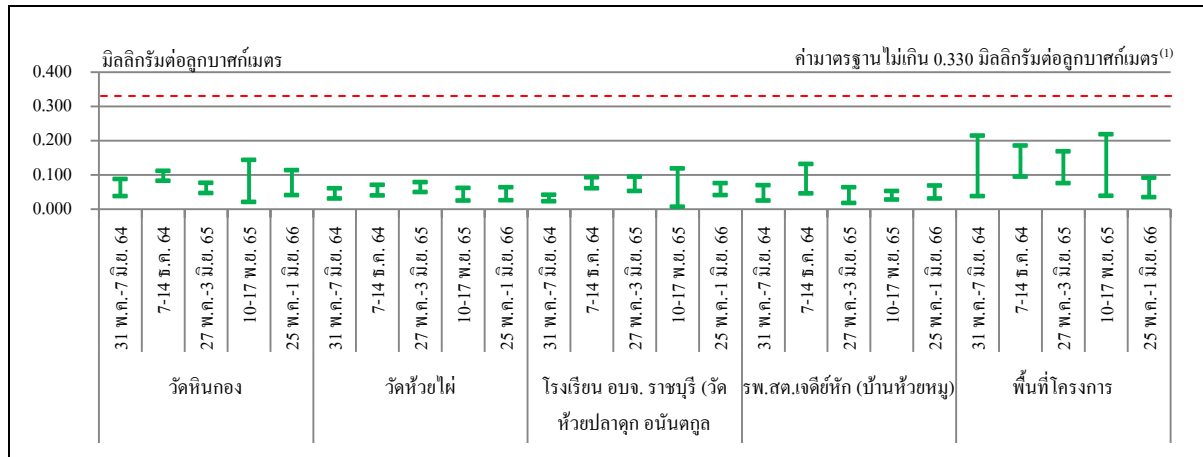 มิลลิกรัมต่อลูกบาศก์เมตร
ค่ามาตรฐานไม่เกิน 0.330 มิลลิกรัมต่อลูกบาศก์เมตร(1)
0.400
0.300
0.200
0.100
0.000
31 พ.ค.-7 มิ.ย. 64
7-14 ธ.ค. 64
27 พ.ค.-3 มิ.ย. 65
10-17 พ.ย. 65
25 พ.ค.-1 มิ.ย. 66
31 พ.ค.-7 มิ.ย. 64
7-14 ธ.ค. 64
27 พ.ค.-3 มิ.ย. 65
10-17 พ.ย. 65
25 พ.ค.-1 มิ.ย. 66
31 พ.ค.-7 มิ.ย. 64
7-14 ธ.ค. 64
27 พ.ค.-3 มิ.ย. 65
10-17 พ.ย. 65
25 พ.ค.-1 มิ.ย. 66
31 พ.ค.-7 มิ.ย. 64
7-14 ธ.ค. 64
27 พ.ค.-3 มิ.ย. 65
10-17 พ.ย. 65
25 พ.ค.-1 มิ.ย. 66
31 พ.ค.-7 มิ.ย. 64
7-14 ธ.ค. 64
27 พ.ค.-3 มิ.ย. 65
10-17 พ.ย. 65
25 พ.ค.-1 มิ.ย. 66
วัดหินกอง
วัดห้วยไผ่
โรงเรียน อบจ. ราชบุรี (วัด
ห้วยปลาดุก อนันตกูล
รพ.สต.เจดีย์หัก (บ้านห้วยหมู)
พื้นที่โครงการ